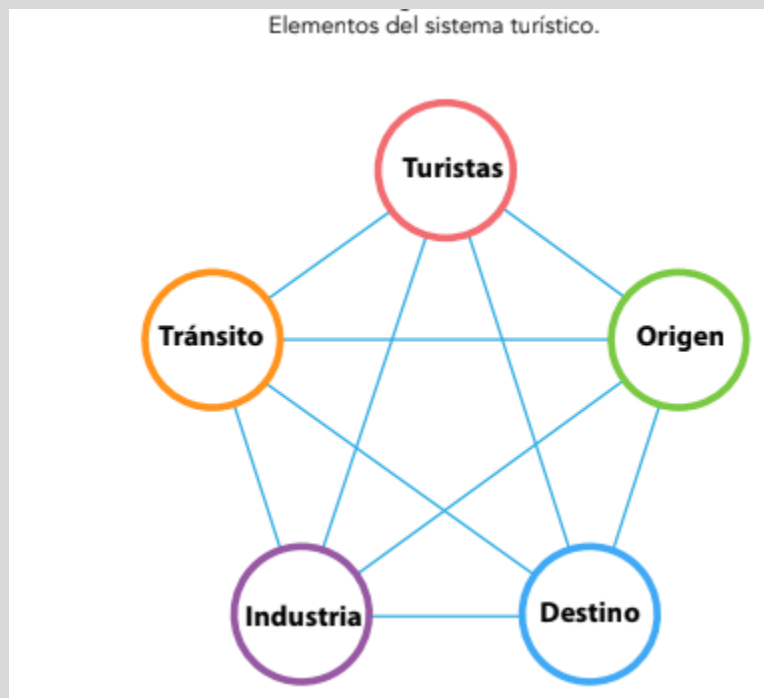 Elementos del sistema turístico.
Turistas
Tránsito
Origen
Industria
Destino